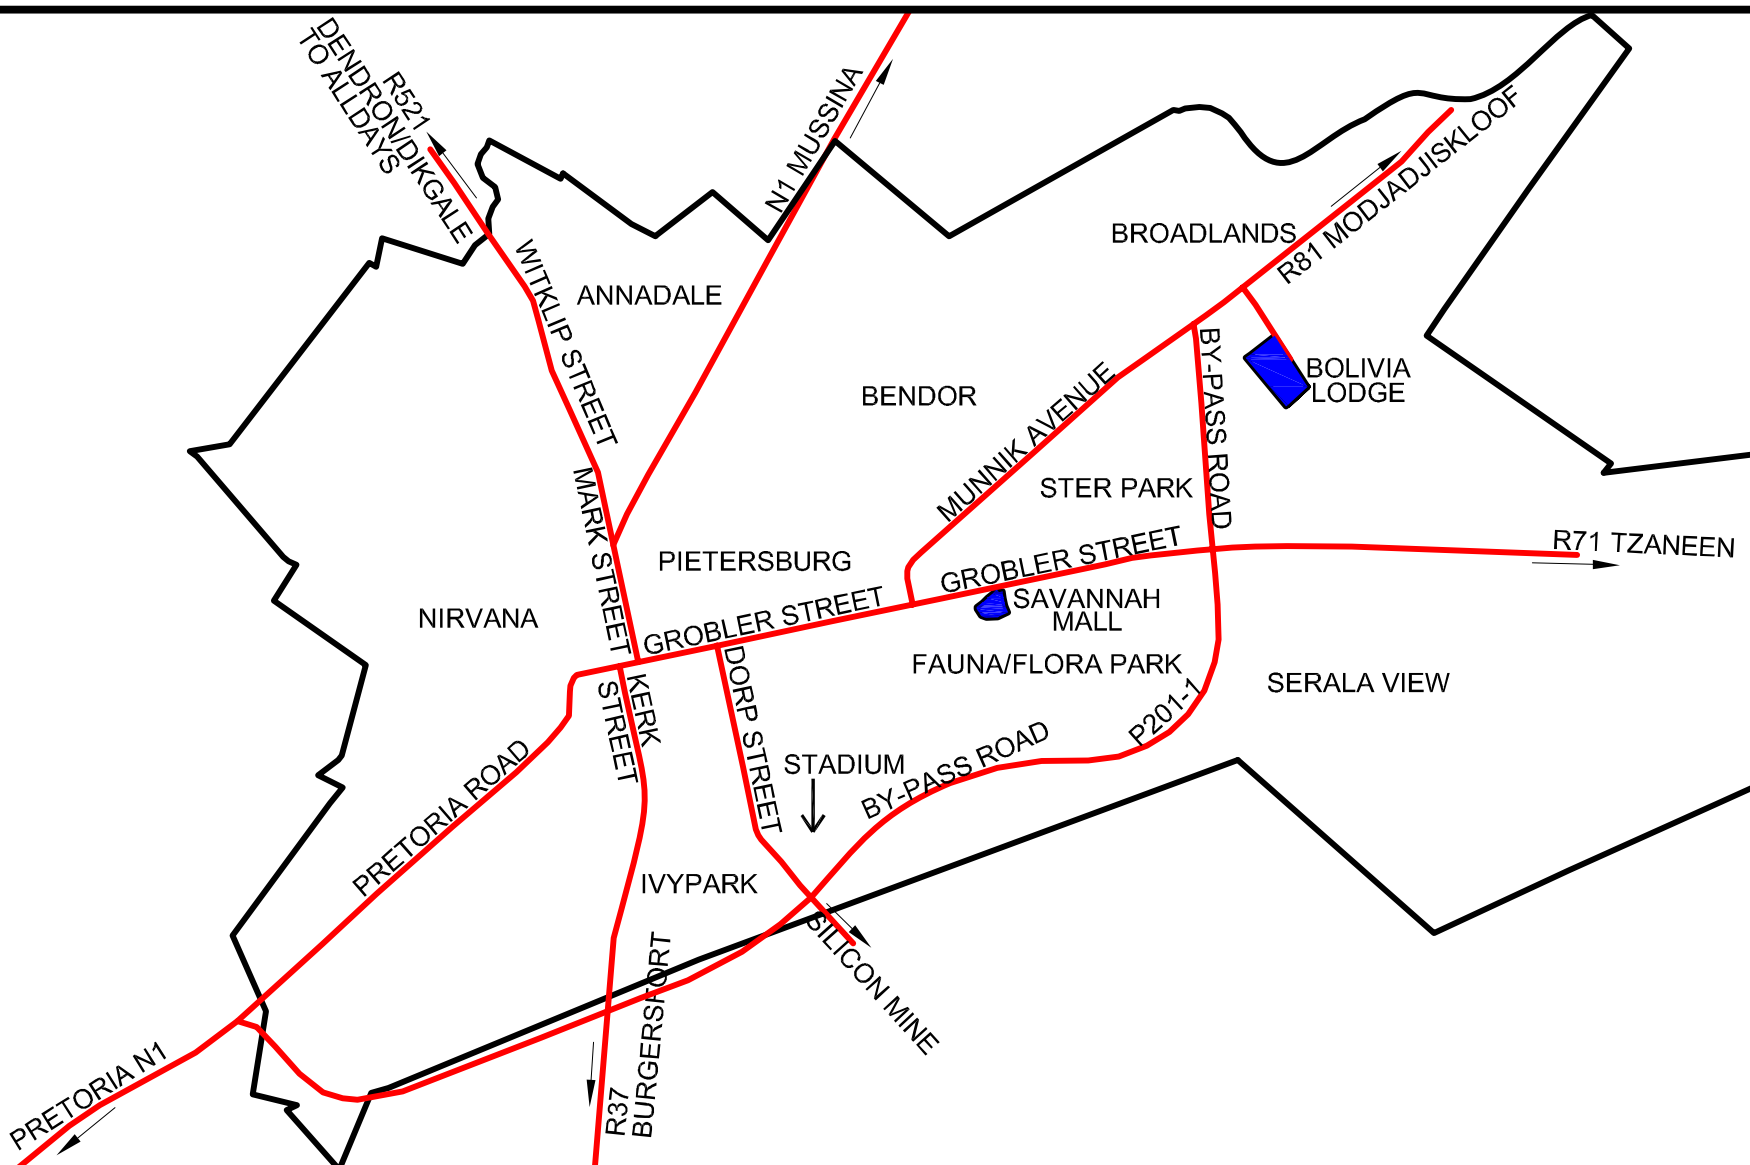 R521
DENDRON/DIKGALE
TO ALLDAYS
N1 MUSSINA
R81 MODJADJISKLOOF
BROADLANDS
WITKLIP STREET
ANNADALE
BENDOR
MUNNIK AVENUE
BY-PASS ROAD
BOLIVIA
LODGE
STER PARK
MARK STREET
PIETERSBURG
GROBLER STREET
R71 TZANEEN
NIRVANA
GROBLER STREET
SAVANNAH
MALL
FAUNA/FLORA PARK
SERALA VIEW
KERK
STREET
DORP STREET
P201-1
BY-PASS ROAD
STADIUM
PRETORIA ROAD
IVYPARK
SILICON MINE
R37
BURGERSFORT
PRETORIA N1